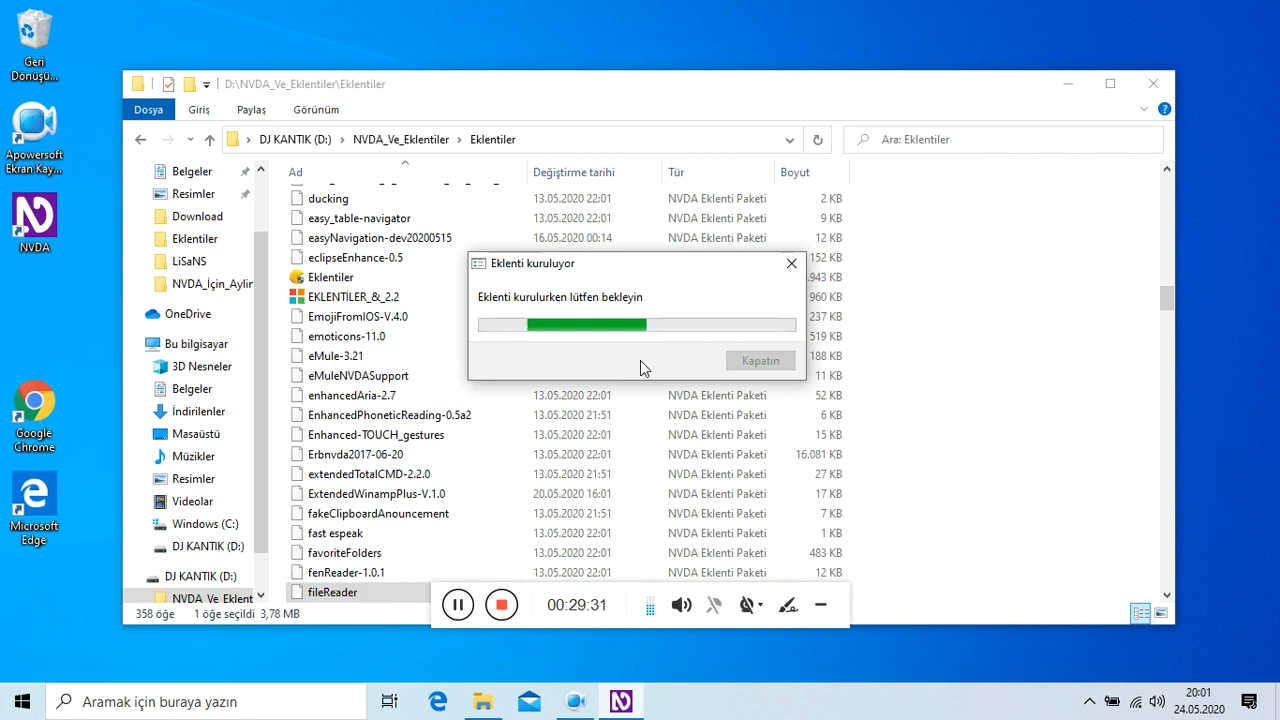 Geri
Dönüşü...
Apowersoft
Ekran Kay...
NVDA
Google
Chrome
Microsoft
Edge
D:\NVDA_Ve_Eklentiler\Eklentiler
Dosya
Giriş
Paylaş
Görünüm
DJ KANTIK (D:)
NVDA_Ve_Eklentiler
Eklentiler
Ara: Eklentiler
Belgeler
Resimler
Download
Eklentiler
LiSaNS
NVDA_İçin_Aylin
OneDrive
Bu bilgisayar
3D Nesneler
Belgeler
İndirilenler
Masaüstü
Müzikler
Resimler
Videolar
Windows (C:)
DJ KANTIK (D:)
DJ KANTIK (D:)
NVDA_Ve_Eklent
Ad Değiştirme tarihi Tür Boyut
ducking 13.05.2020 22:01 NVDA Eklenti Paketi 2 KB
easy_table-navigator 13.05.2020 22:01 NVDA Eklenti Paketi 9 KB
easyNavigation-dev20200515 16.05.2020 00:14 NVDA Eklenti Paketi 12 KB
eclipseEnhance-0.5 152 KB
Eklentiler .943 KB
EKLENTİLER_&_2.2 960 KB
EmojiFromIOS-V.4.0 237 KB
emoticons-11.0 519 KB
eMule-3.21 188 KB
eMuleNVDASupport 11 KB
enhancedAria-2.7 13.05.2020 22:01 NVDA Eklenti Paketi 52 KB
EnhancedPhoneticReading-0.5a2 13.05.2020 21:51 NVDA Eklenti Paketi 6 KB
Enhanced-TOUCH_gestures 13.05.2020 22:01 NVDA Eklenti Paketi 15 KB
Erbnvda2017-06-20 13.05.2020 22:01 NVDA Eklenti Paketi 16.081 KB
extendedTotalCMD-2.2.0 13.05.2020 21:51 NVDA Eklenti Paketi 27 KB
ExtendedWinampPlus-V.1.0 20.05.2020 16:01 NVDA Eklenti Paketi 17 KB
fakeClipboardAnouncement 13.05.2020 21:51 NVDA Eklenti Paketi 7 KB
fast espeak 13.05.2020 22:01 NVDA Eklenti Paketi 1 KB
favoriteFolders 13.05.2020 22:01 NVDA Eklenti Paketi 483 KB
fenReader-1.0.1 13.05.2020 22:01 NVDA Eklenti Paketi 12 KB
fileReader
Eklenti kuruluyor
Eklenti kurulurken lütfen bekleyin
Kapatın
00:29:31
358 öğe 1 öğe seçildi 3,78 MB
Aramak için buraya yazın
20:01
24.05.2020